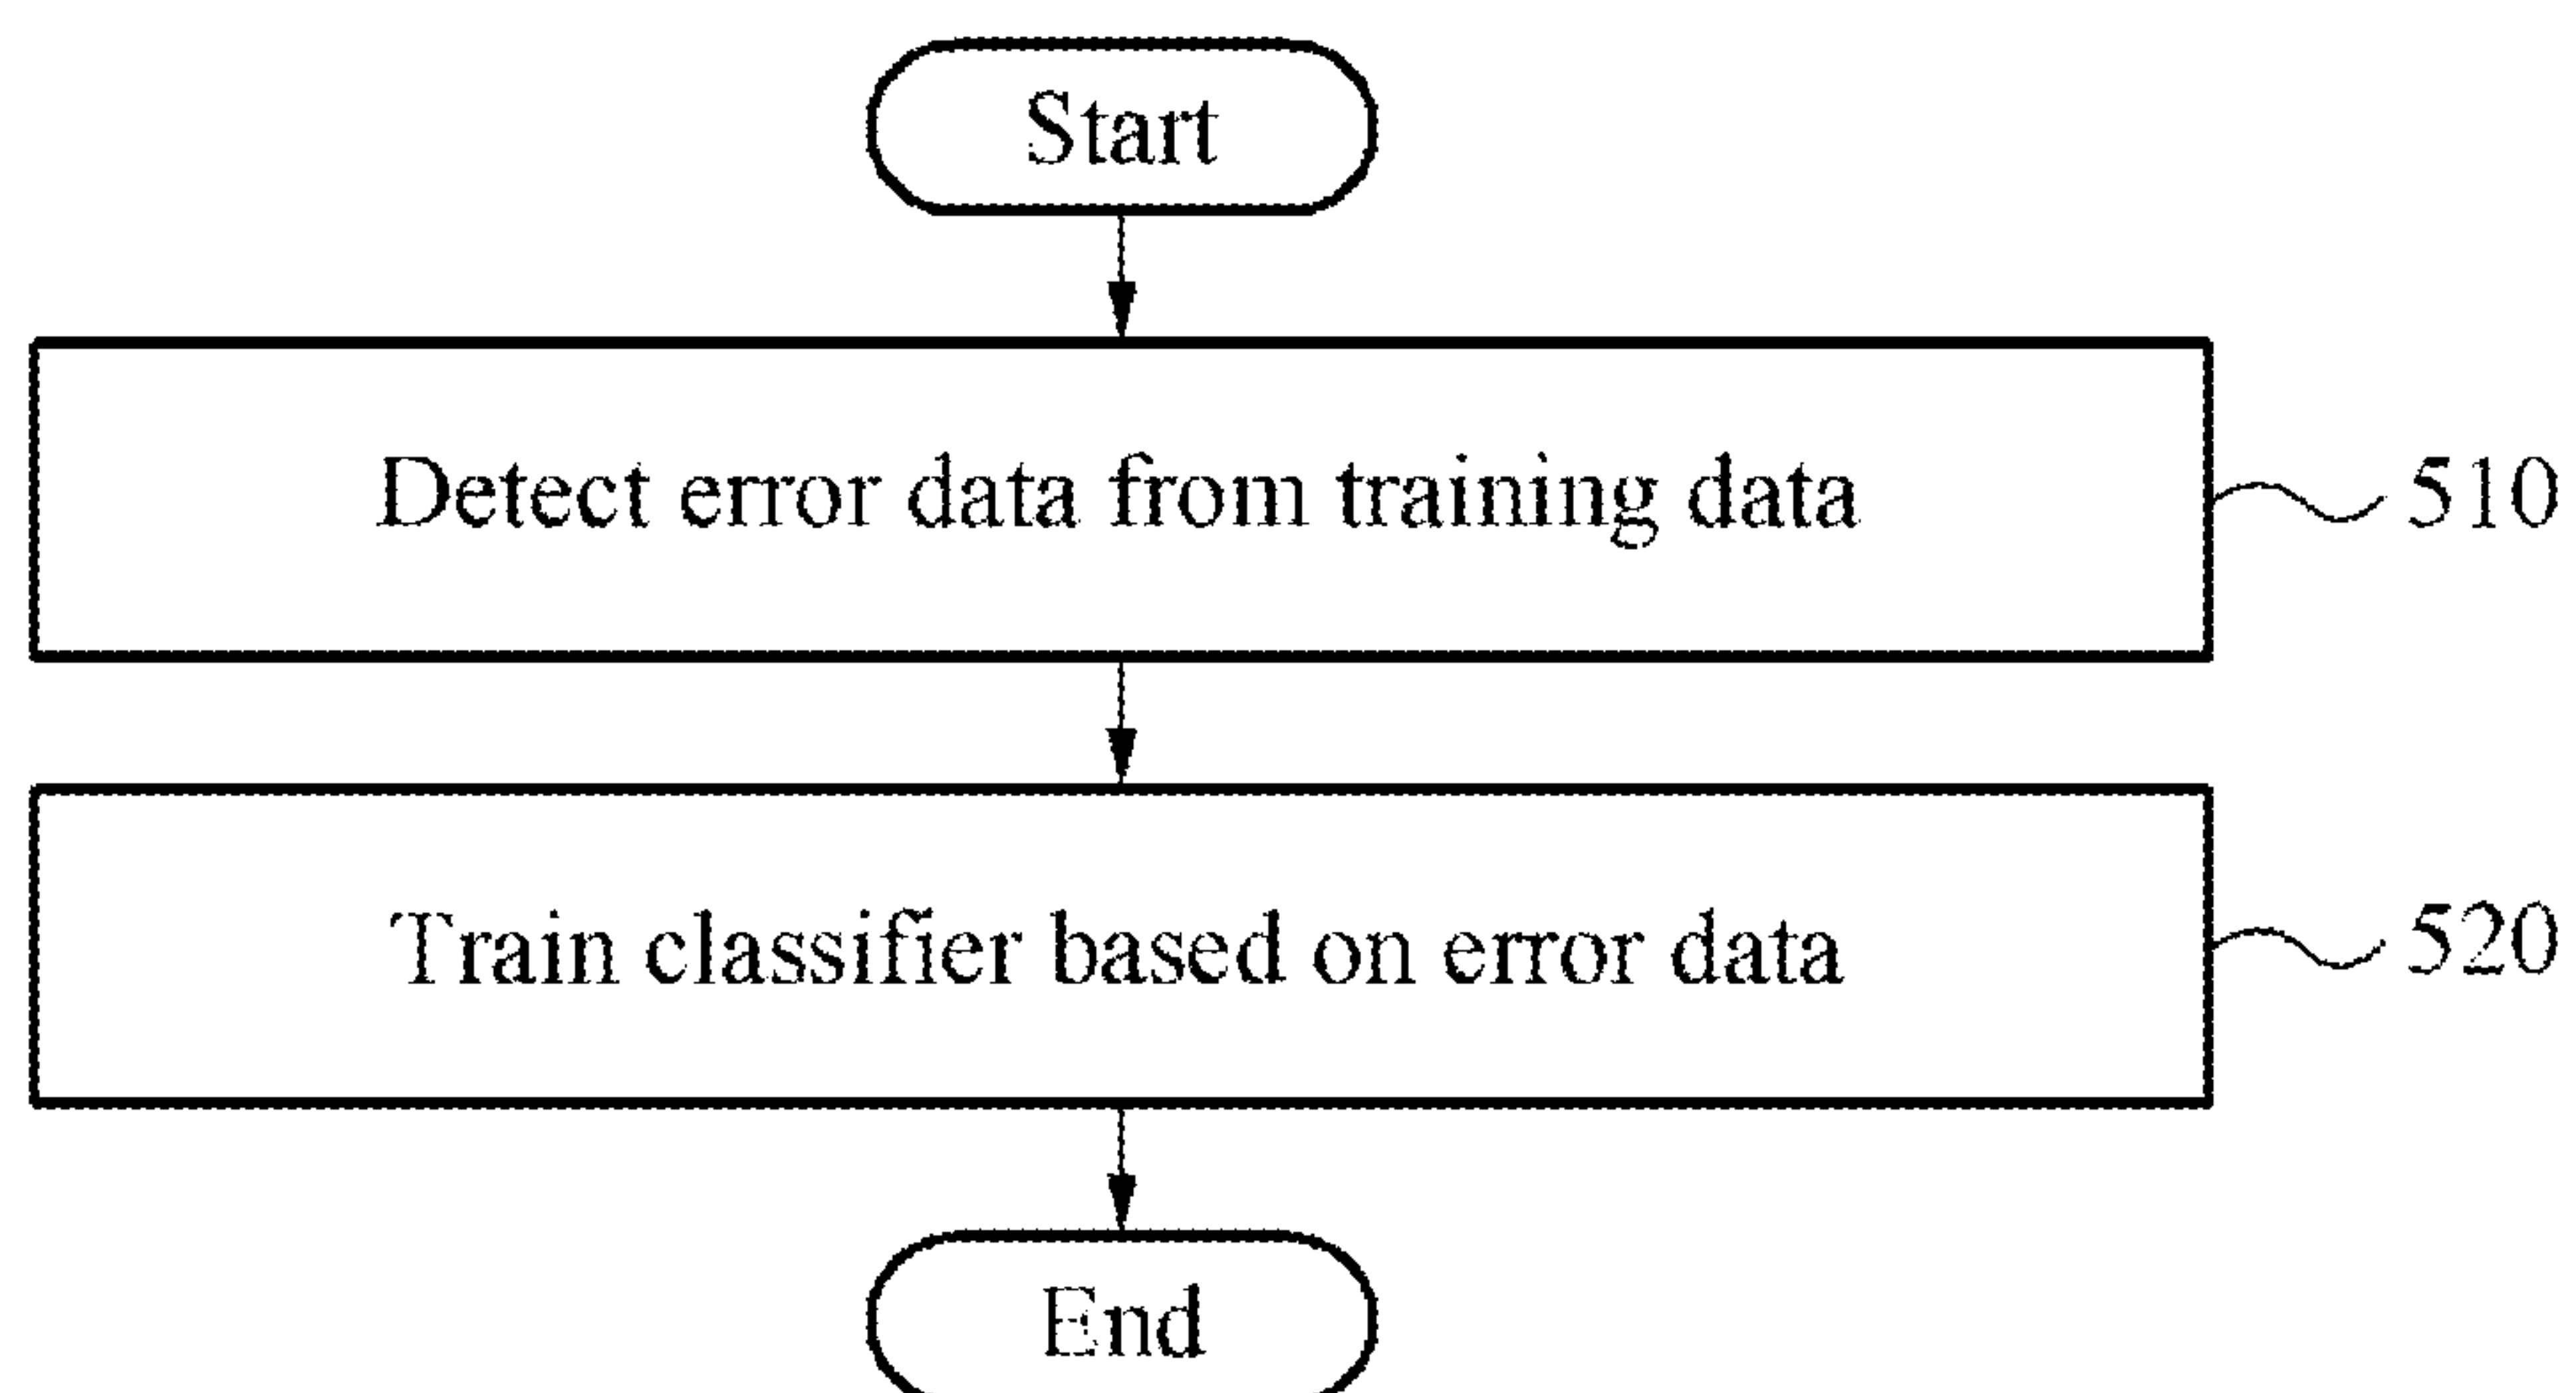 Start
Detect error data from training data
510
Train classifier based on error data
520
End